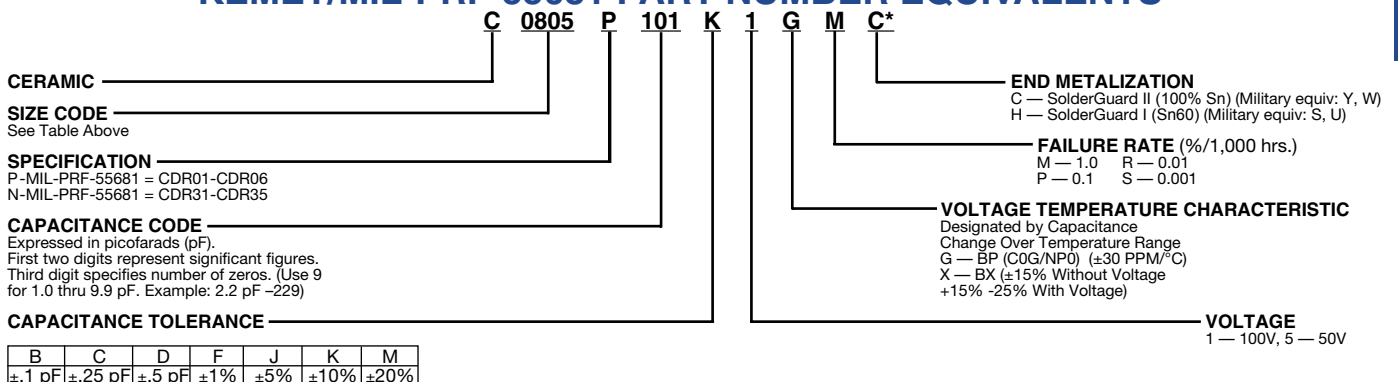 C 0805 P 101 K 1 G M C*
CERAMIC
SIZE CODE
See Table Above
SPECIFICATION
P-MIL-PRF-55681 = CDR01-CDR06
N-MIL-PRF-55681 = CDR31-CDR35
CAPACITANCE CODE
Expressed in picofarads (pF).
First two digits represent significant figures.
Third digit specifies number of zeros. (Use 9
for 1.0 thru 9.9 pF. Example: 2.2 pF –229)
CAPACITANCE TOLERANCE
B C D F J K M
±.1 pF ±.25 pF ±.5 pF ±1% ±5% ±10% ±20%
END METALIZATION
C — SolderGuard II (100% Sn) (Military equiv: Y, W)
H — SolderGuard I (Sn60) (Military equiv: S, U)
FAILURE RATE (%/1,000 hrs.)
M — 1.0 R — 0.01
P — 0.1 S — 0.001
VOLTAGE TEMPERATURE CHARACTERISTIC
Designated by Capacitance
Change Over Temperature Range
G — BP (C0G/NP0) (±30 PPM/°C)
X — BX (±15% Without Voltage
+15% -25% With Voltage)
VOLTAGE
1 — 100V, 5 — 50V